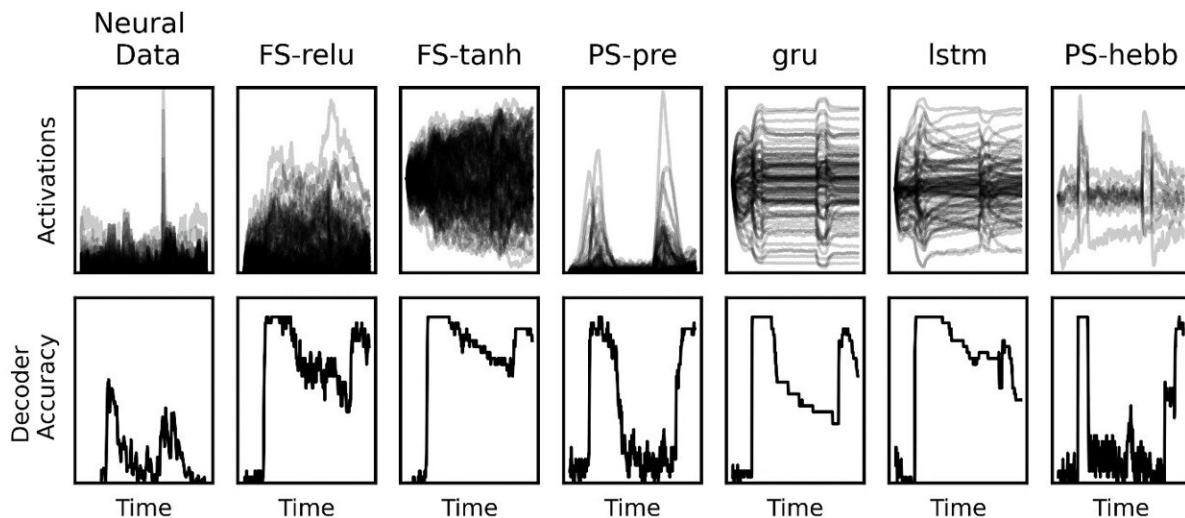 Neural
Data
FS-relu
FS-tanh
PS-pre
gru
lstm
PS-hebb
Activations
Decoder
Accuracy
Time
Time
Time
Time
Time
Time
Time